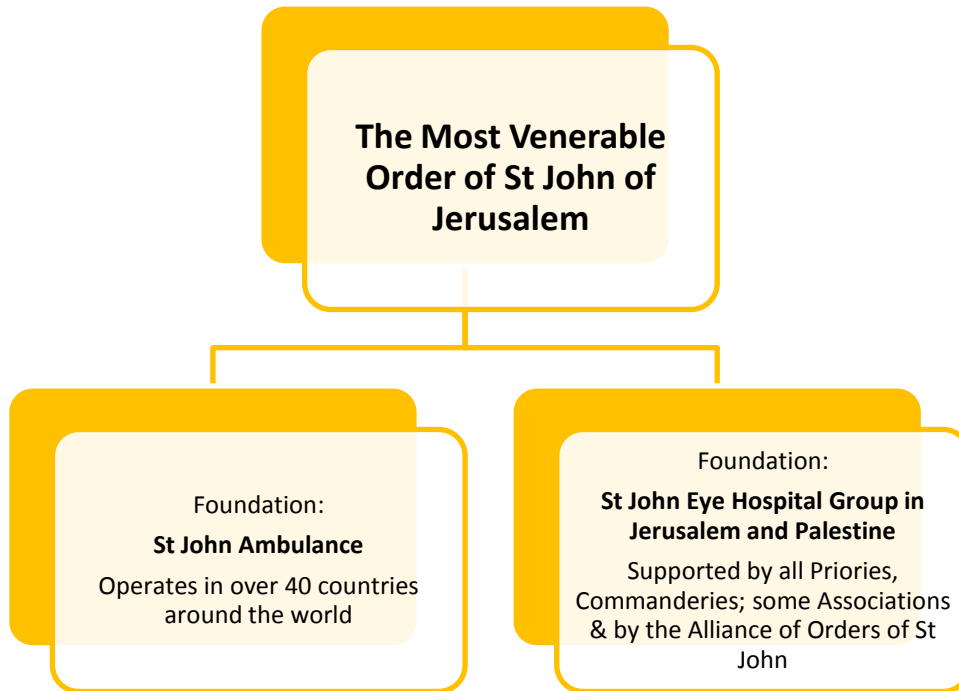 The Most Venerable
Order of St John of
Jerusalem
Foundation:
St John Ambulance
Operates in over 40 countries
around the world
Foundation:
St John Eye Hospital Group in
Jerusalem and Palestine
Supported by all Priories,
Commanderies; some Associations
& by the Alliance of Orders of St
John